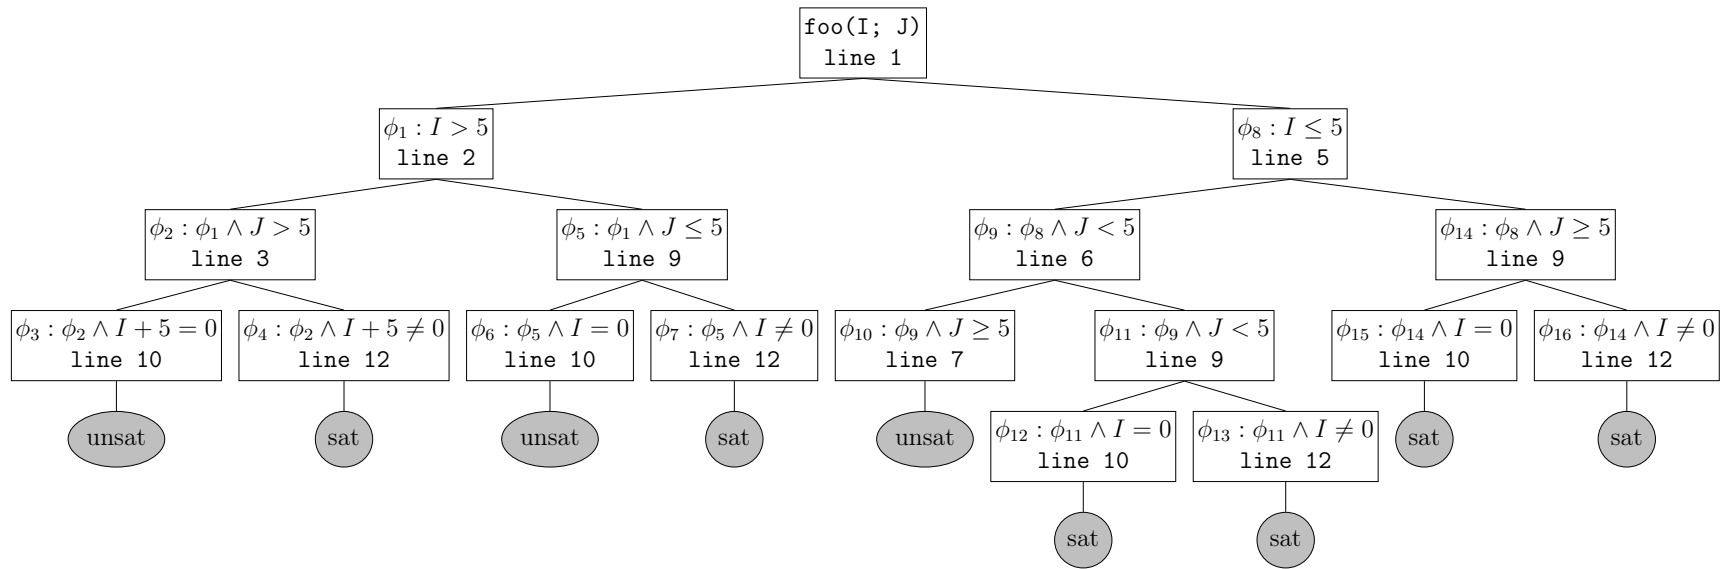 foo(I; J)
line 1
ϕ₁ : I > 5
line 2
ϕ₈ : I ≤ 5
line 5
ϕ₂ : ϕ₁ ∧ J > 5
line 3
ϕ₅ : ϕ₁ ∧ J ≤ 5
line 9
ϕ₉ : ϕ₈ ∧ J < 5
line 6
ϕ₁₄ : ϕ₈ ∧ J ≥ 5
line 9
ϕ₃ : ϕ₂ ∧ I + 5 = 0
line 10
ϕ₄ : ϕ₂ ∧ I + 5 ≠ 0
line 12
ϕ₆ : ϕ₅ ∧ I = 0
line 10
ϕ₇ : ϕ₅ ∧ I ≠ 0
line 12
ϕ₁₀ : ϕ₉ ∧ J ≥ 5
line 7
ϕ₁₁ : ϕ₉ ∧ J < 5
line 9
ϕ₁₅ : ϕ₁₄ ∧ I = 0
line 10
ϕ₁₆ : ϕ₁₄ ∧ I ≠ 0
line 12
unsat
sat
unsat
sat
unsat
ϕ₁₂ : ϕ₁₁ ∧ I = 0
line 10
ϕ₁₃ : ϕ₁₁ ∧ I ≠ 0
line 12
sat
sat
sat
sat